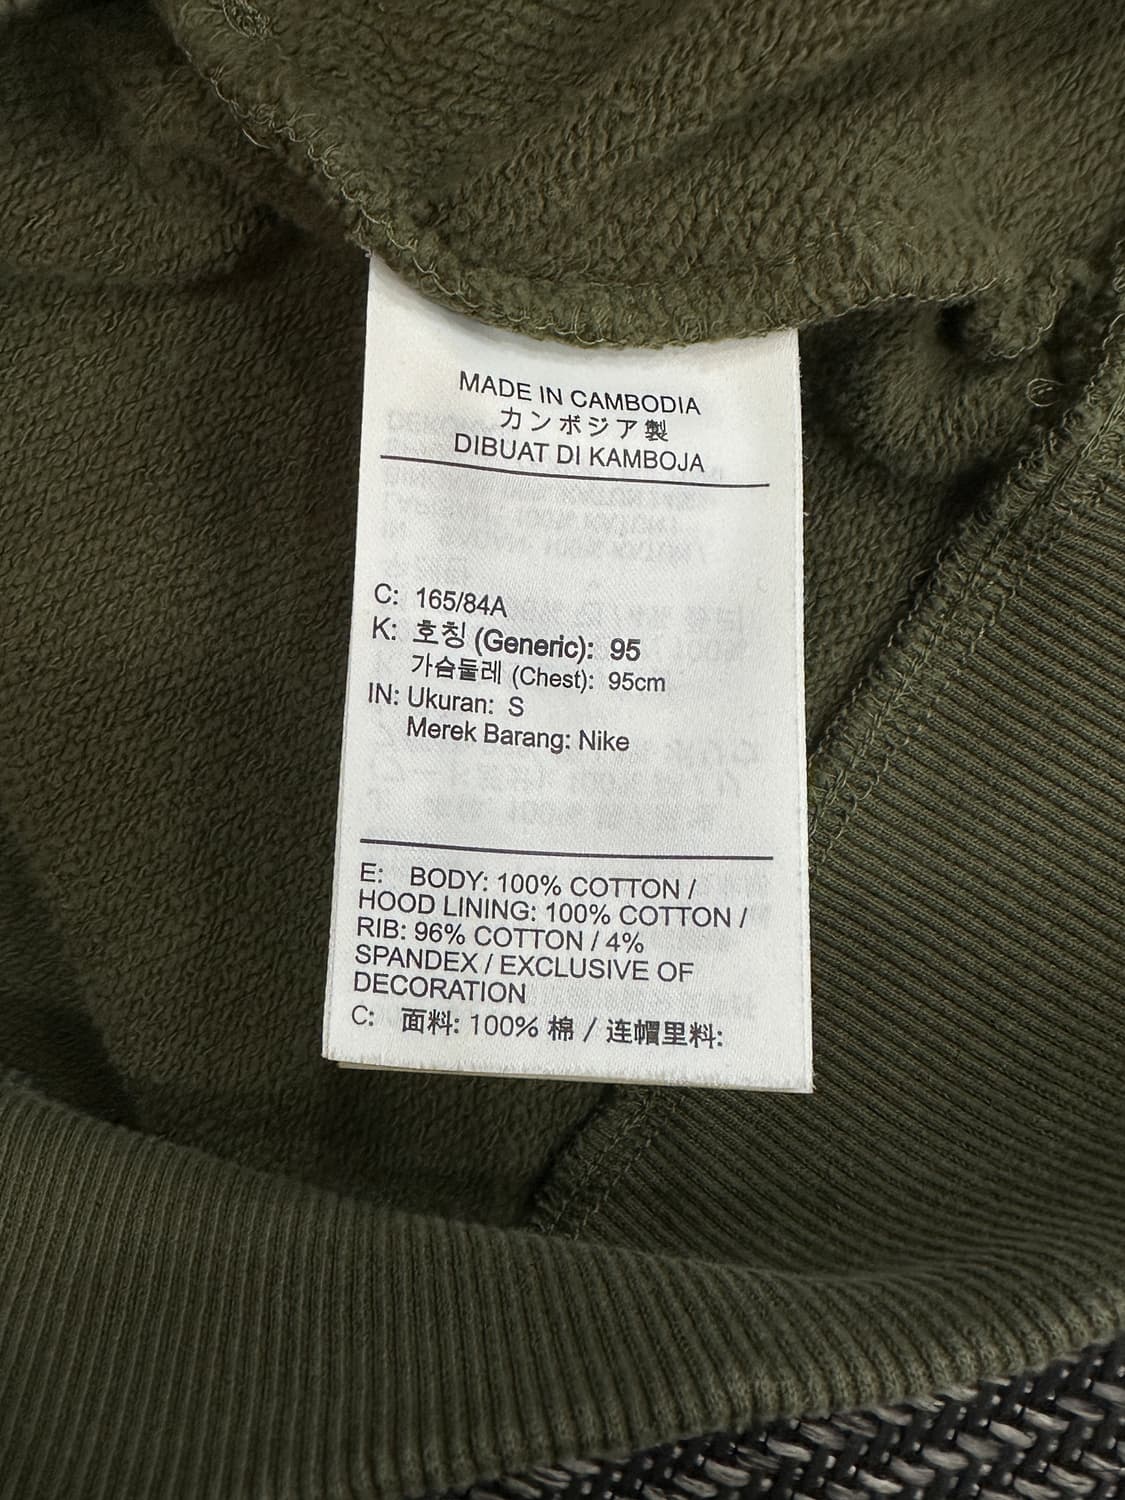 MADE IN CAMBODIA
カンボジア製
DIBUAT DI KAMBOJA
C: 165/84A
K: 호칭 (Generic): 95
가슴둘레 (Chest): 95cm
IN: Ukuran: S
Merek Barang: Nike
E: BODY: 100% COTTON /
HOOD LINING: 100% COTTON /
RIB: 96% COTTON / 4%
SPANDEX / EXCLUSIVE OF
DECORATION
C: 面料: 100% 棉 / 连帽里料: